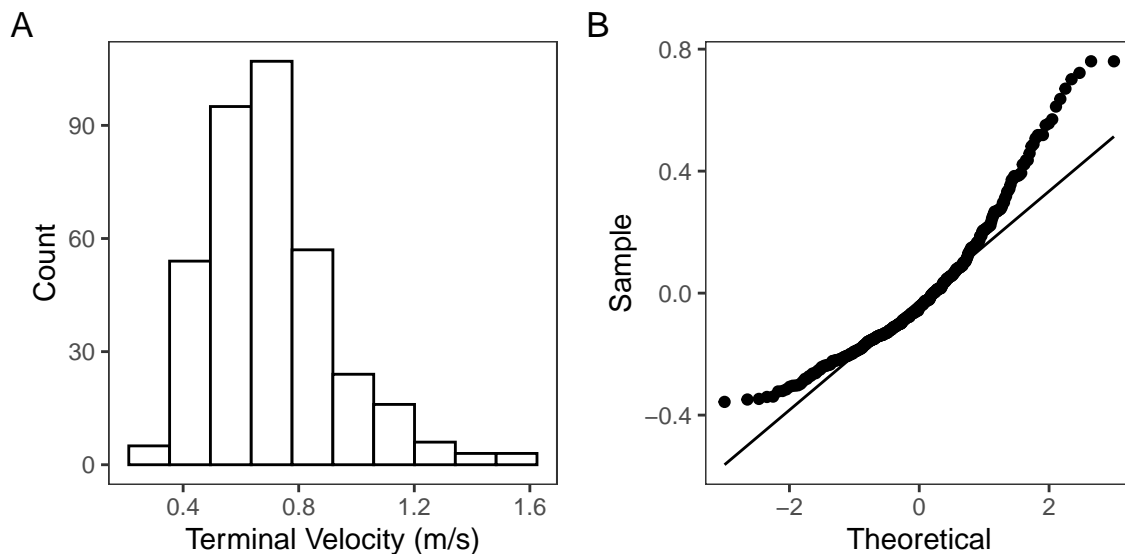 A
90
60
30
0
Count
0.4 0.8 1.2 1.6
Terminal Velocity (m/s)
B
0.8
0.4
0.0
−0.4
Sample
−2 0 2
Theoretical